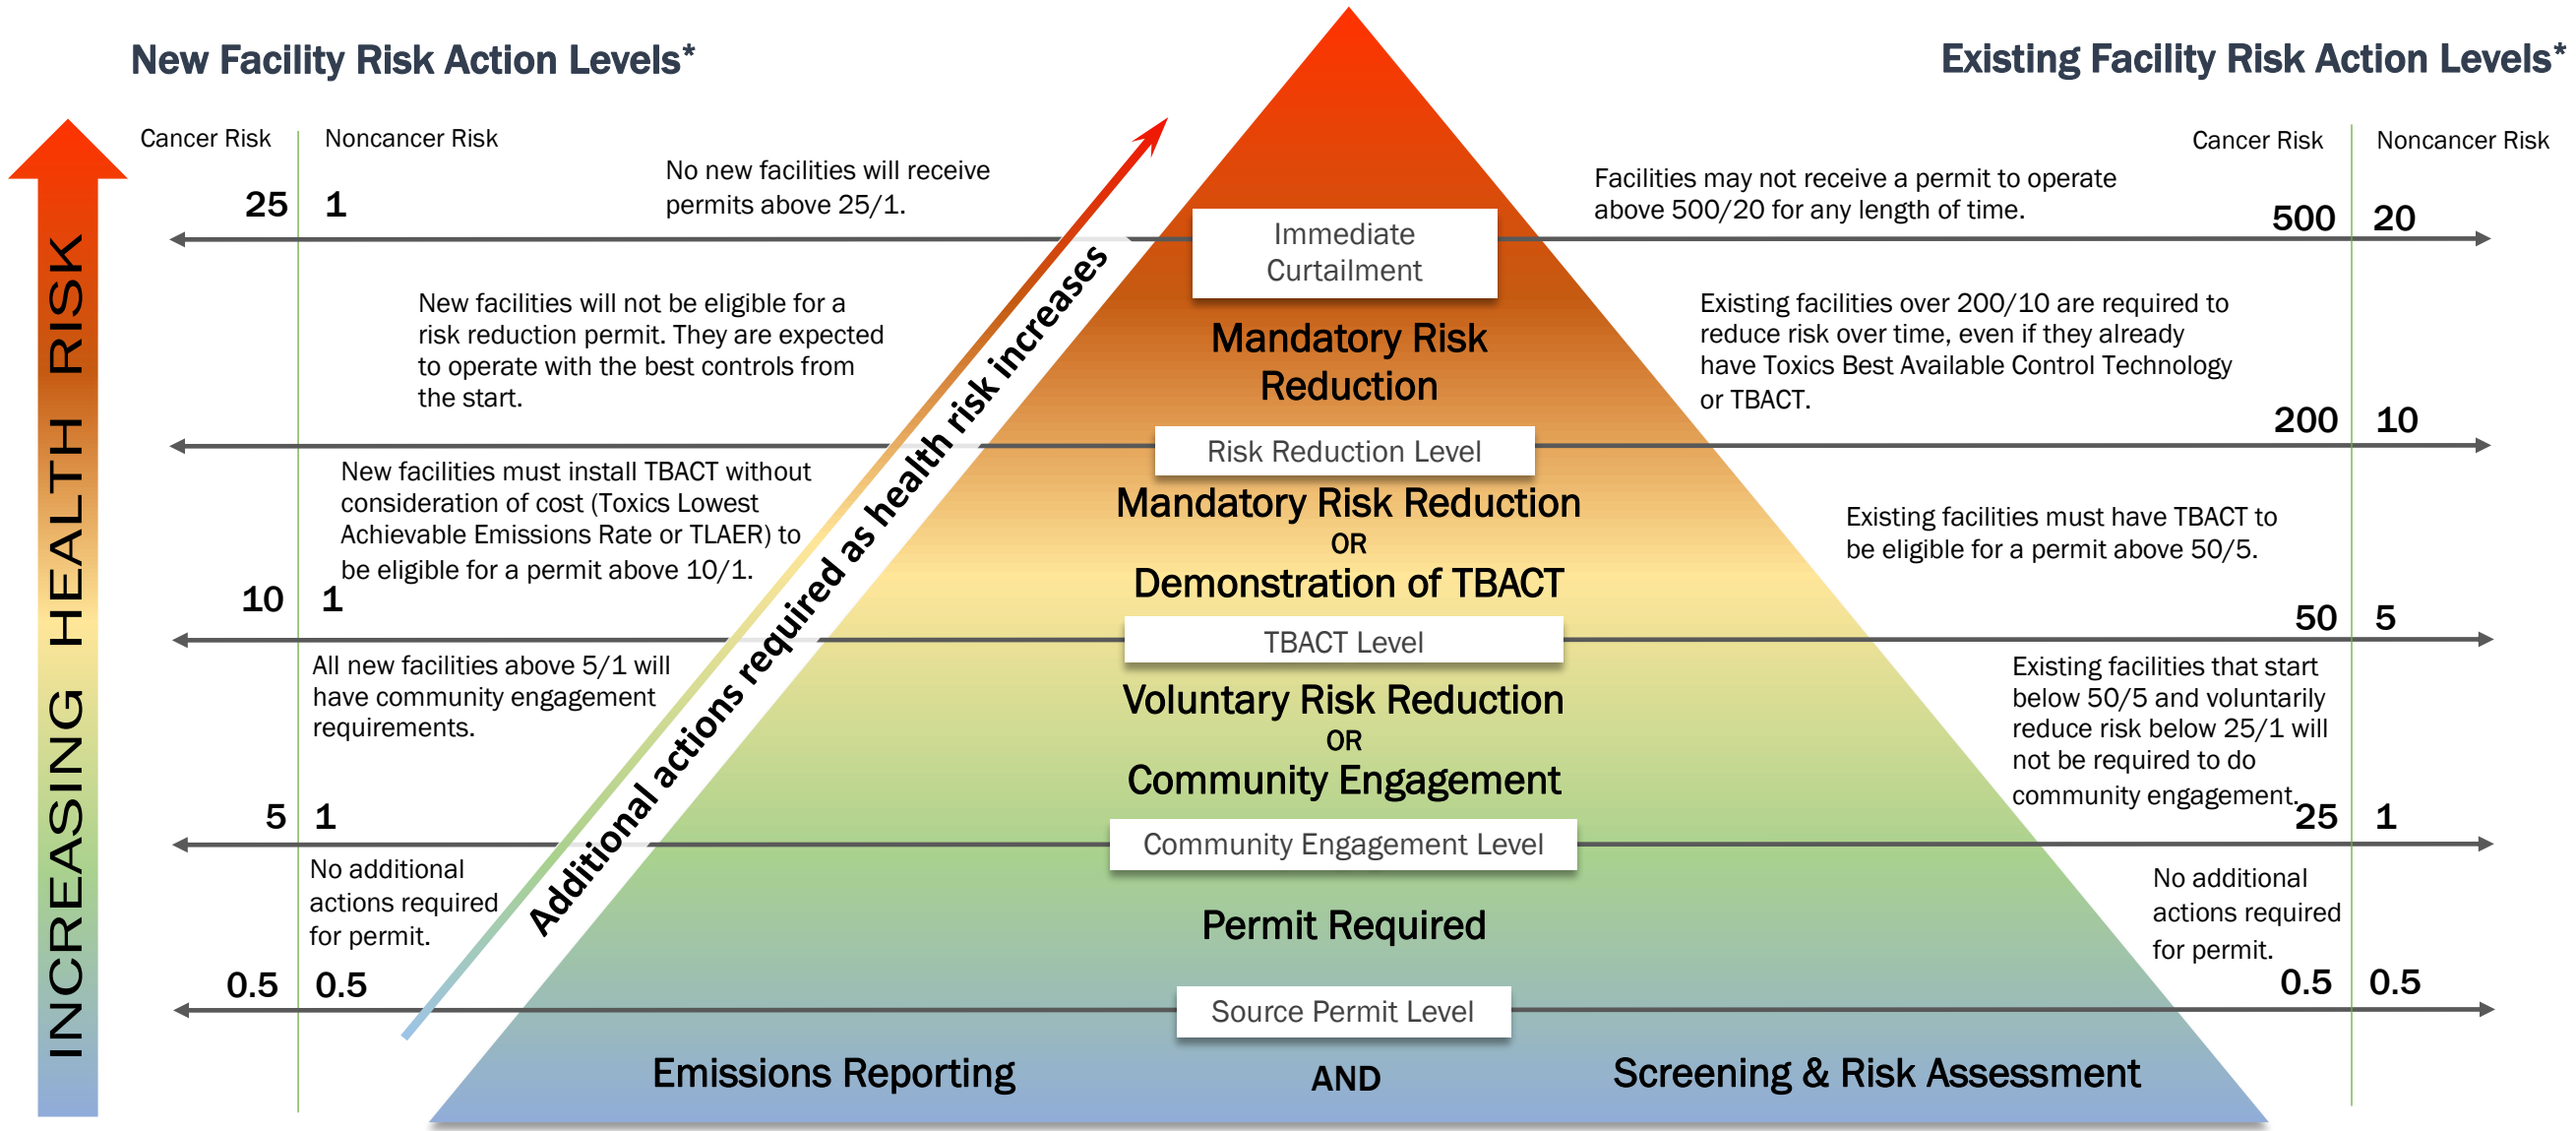 New Facility Risk Action Levels*
Existing Facility Risk Action Levels*
INCREASING HEALTH RISK
Cancer Risk
Noncancer Risk
25
1
No new facilities will receive
permits above 25/1.
New facilities will not be eligible for a
risk reduction permit. They are expected
to operate with the best controls from
the start.
New facilities must install TBACT without
consideration of cost (Toxics Lowest
Achievable Emissions Rate or TLAER) to
be eligible for a permit above 10/1.
10
1
All new facilities above 5/1 will
have community engagement
requirements.
5
1
No additional
actions required
for permit.
0.5
0.5
Additional actions required as health risk increases
Immediate
Curtailment
Mandatory Risk
Reduction
Risk Reduction Level
Mandatory Risk Reduction
OR
Demonstration of TBACT
TBACT Level
Voluntary Risk Reduction
OR
Community Engagement
Community Engagement Level
Permit Required
Source Permit Level
Emissions Reporting
AND
Screening & Risk Assessment
Cancer Risk
Noncancer Risk
Facilities may not receive a permit to operate
above 500/20 for any length of time.
500
20
Existing facilities over 200/10 are required to
reduce risk over time, even if they already
have Toxics Best Available Control Technology
or TBACT.
200
10
Existing facilities must have TBACT to
be eligible for a permit above 50/5.
50
5
Existing facilities that start
below 50/5 and voluntarily
reduce risk below 25/1 will
not be required to do
community engagement.
25
1
No additional
actions required
for permit.
0.5
0.5